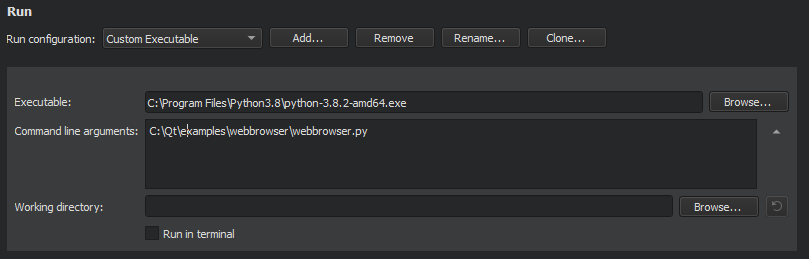 Run
Run configuration: Custom Executable Add... Remove Rename... Clone...
Executable: C:\Program Files\Python3.8\python-3.8.2-amd64.exe Browse...
Command line arguments: C:\Qt\examples\webbrowser\webbrowser.py
Working directory: Browse...
Run in terminal